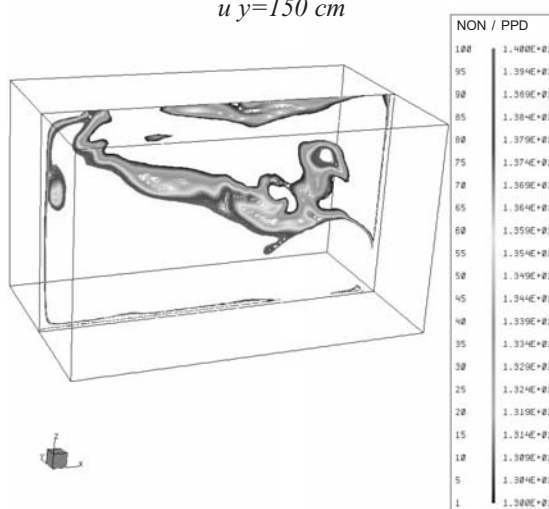 u y=150 cm
NON / PPD
100 1.400E+0
95 1.394E+0
90 1.389E+0
85 1.384E+0
80 1.379E+0
75 1.374E+0
70 1.369E+0
65 1.364E+0
60 1.359E+0
55 1.354E+0
50 1.349E+0
45 1.344E+0
40 1.339E+0
35 1.334E+0
30 1.329E+0
25 1.324E+0
20 1.319E+0
15 1.314E+0
10 1.309E+0
5 1.304E+0
1 1.300E+0
Z
Y
X